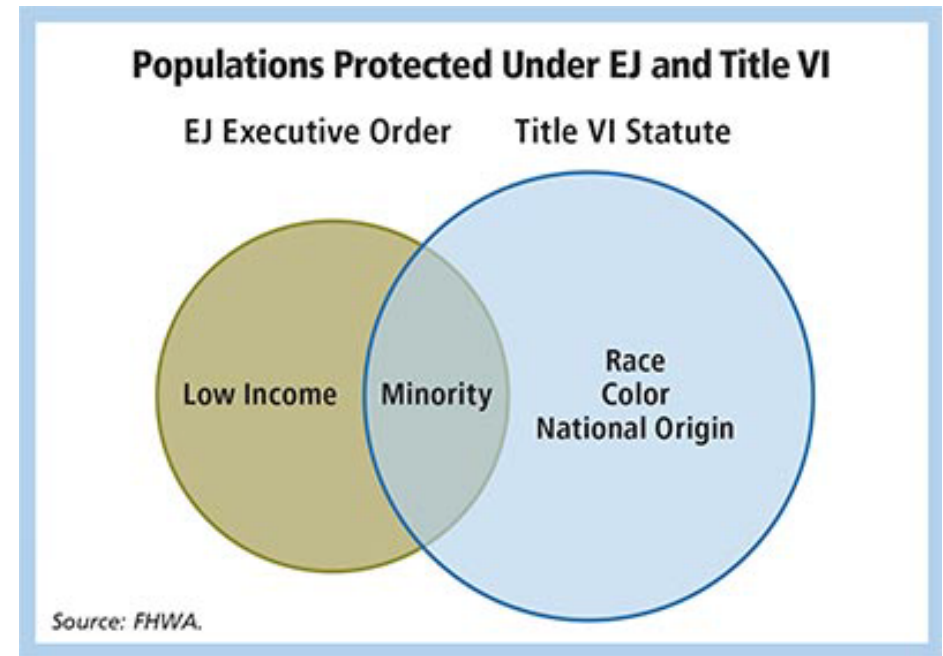 Populations Protected Under EJ and Title VI
EJ Executive Order
Title VI Statute
Low Income
Minority
Race
Color
National Origin
Source: FHWA.